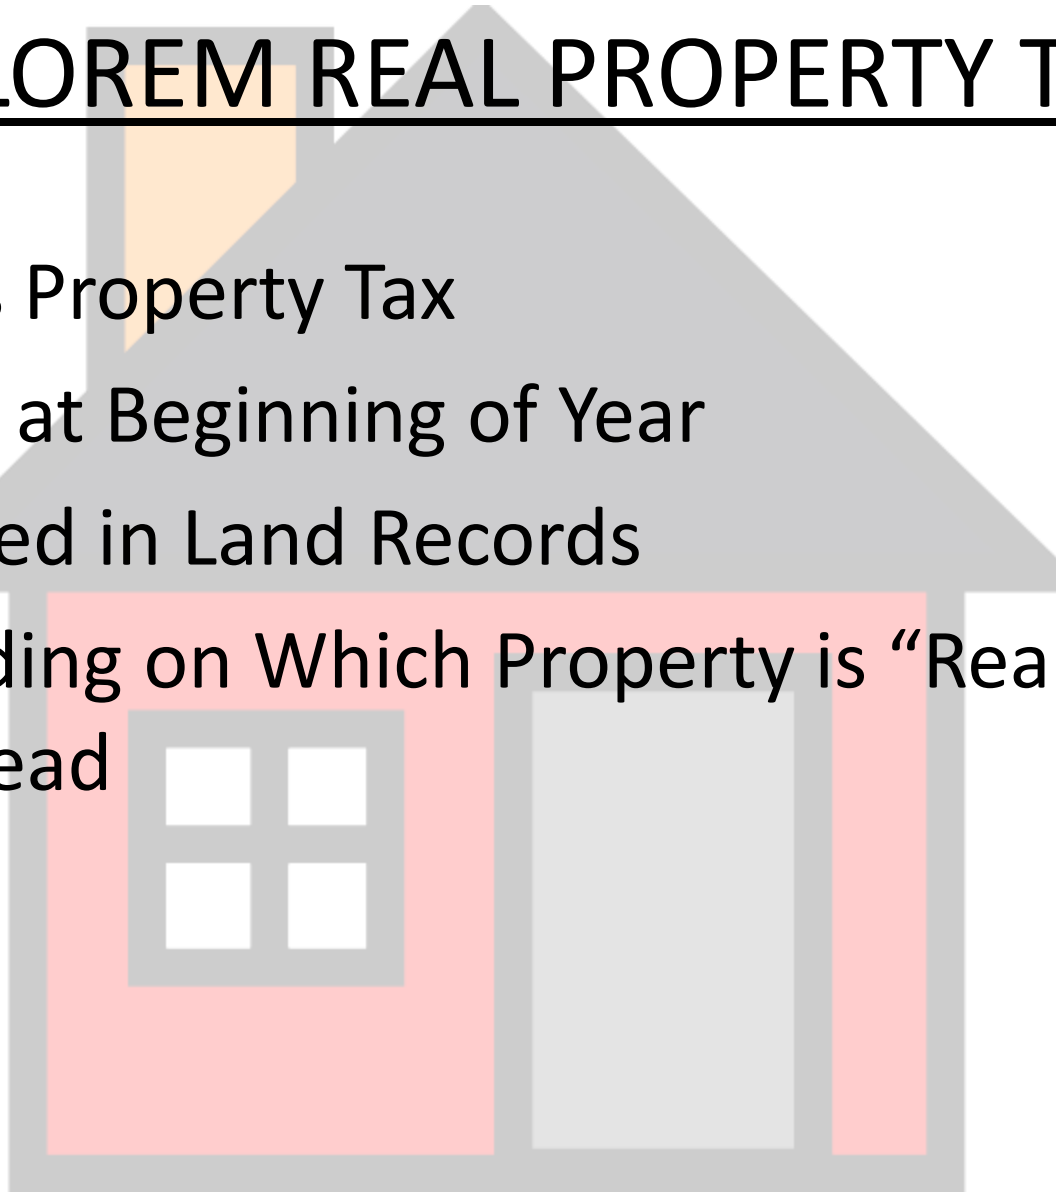 LOREM REAL PROPERTY T
s Property Tax
at Beginning of Year
ed in Land Records
ding on Which Property is “Rea
ead